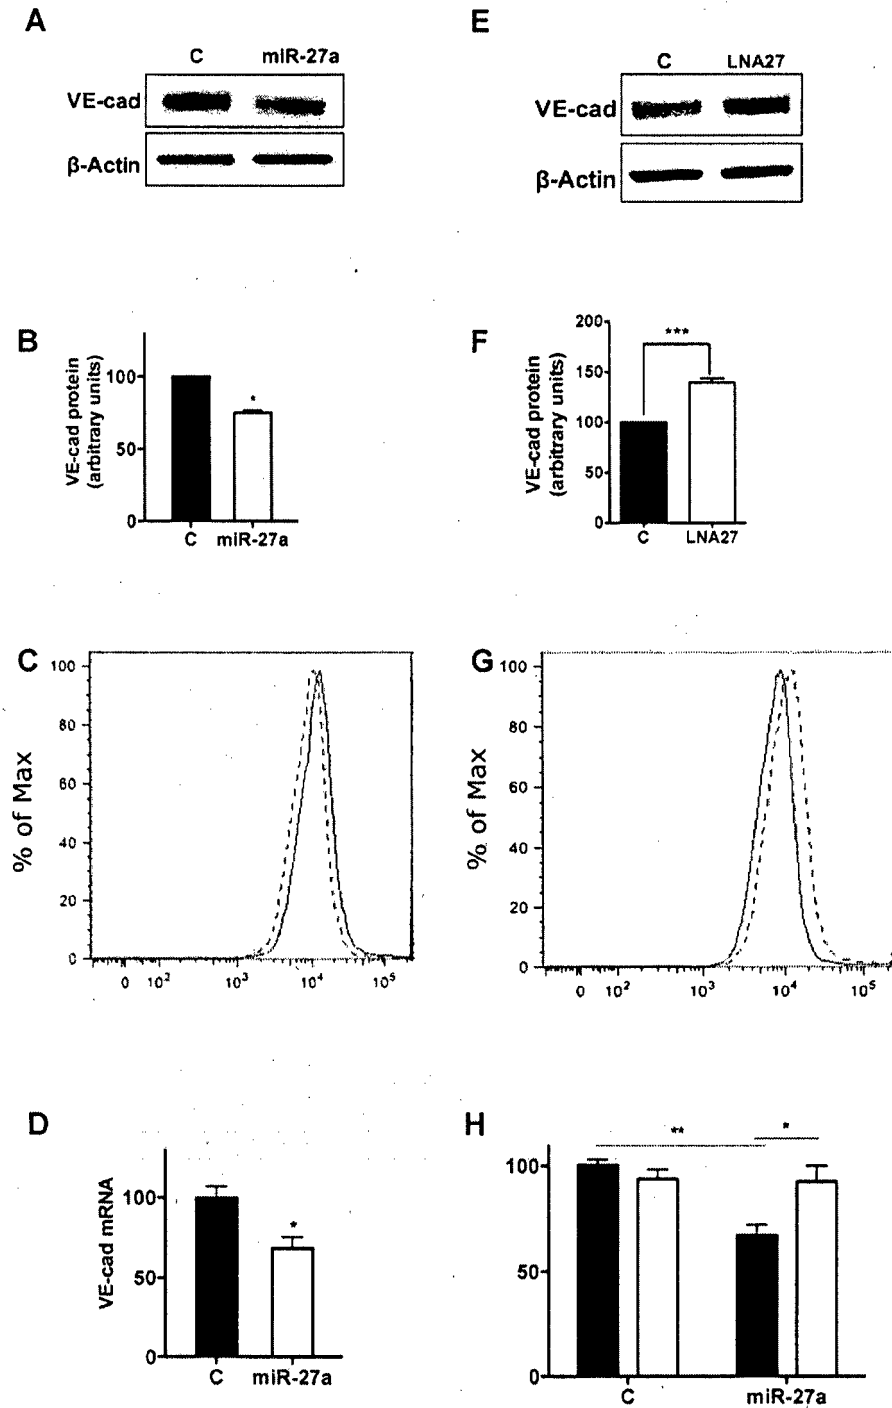 A
C miR-27a
VE-cad
β-Actin
E
C LNA27
VE-cad
β-Actin
B
VE-cad protein
(arbitrary units)
100
50
0
*
C miR-27a
F
VE-cad protein
(arbitrary units)
200
150
100
50
0
***
C LNA27
C
% of Max
100
80
60
40
20
0
0 10² 10³ 10⁴ 10⁵
G
% of Max
100
80
60
40
20
0
0 10² 10³ 10⁴ 10⁵
D
VE-cad mRNA
100
50
0
*
C miR-27a
H
100
50
0
** *
C miR-27a